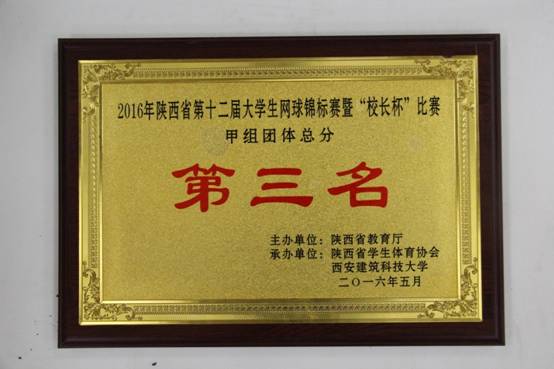 2016年陕西省第十二届大学生网球锦标赛暨“校长杯”比赛
甲组团体总分
第三名
主办单位：陕西省教育厅
承办单位：陕西省学生体育协会
西安建筑科技大学
二〇一六年五月